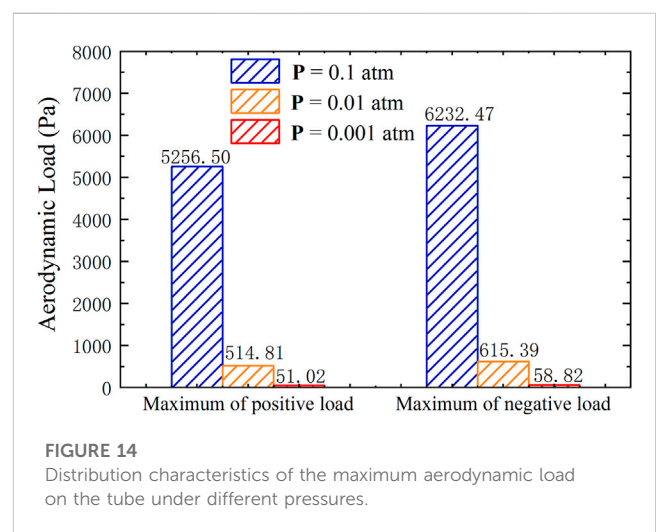 8000
7000
6000
5000
4000
3000
2000
1000
0
Aerodynamic Load (Pa)
P = 0.1 atm
P = 0.01 atm
P = 0.001 atm
5256.50
514.81
51.02
6232.47
615.39
58.82
Maximum of positive load
Maximum of negative load
FIGURE 14
Distribution characteristics of the maximum aerodynamic load
on the tube under different pressures.